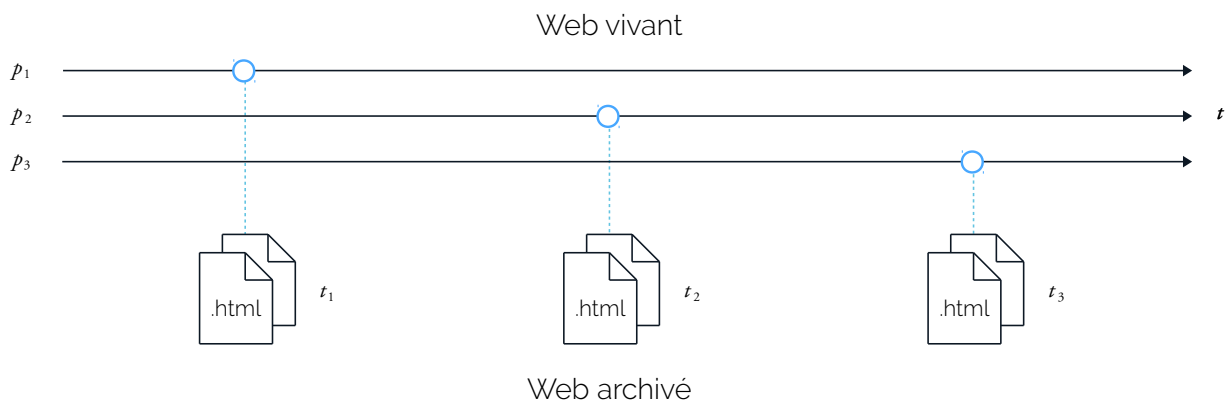 Web vivant
p₁
p₂
t
p₃
.html
t₁
.html
t₂
.html
t₃
Web archivé